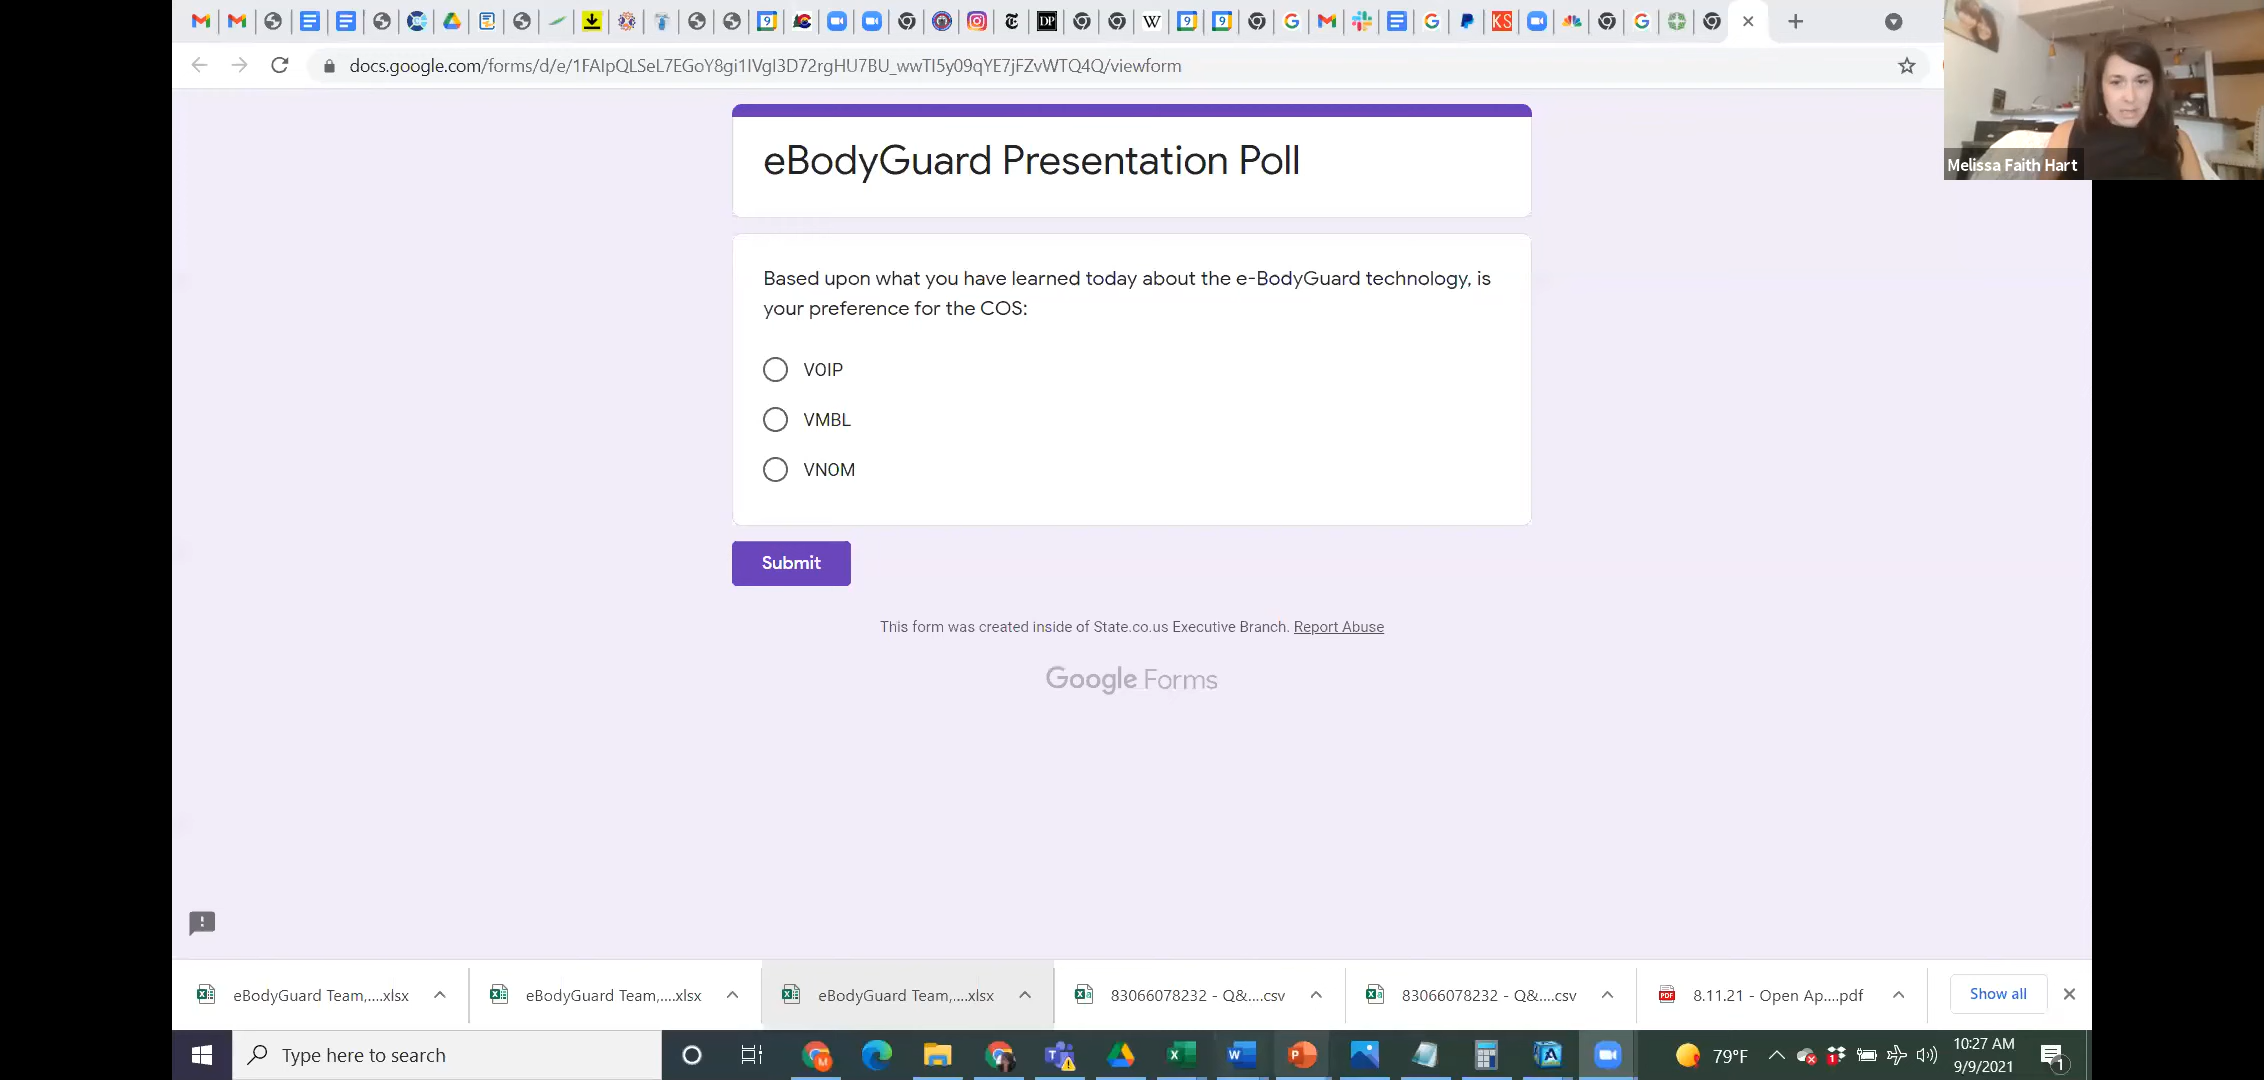 docs.google.com/forms/d/e/1FAIpQLSeL7EGoY8gi1IVgI3D72rgHU7BU_wwTI5y09qYE7jFZvWTQ4Q/viewform
Melissa Faith Hart
eBodyGuard Presentation Poll
Based upon what you have learned today about the e-BodyGuard technology, is
your preference for the COS:
VOIP
VMBL
VNOM
Submit
This form was created inside of State.co.us Executive Branch. Report Abuse
Google Forms
eBodyGuard Team,....xlsx
eBodyGuard Team,....xlsx
eBodyGuard Team,....xlsx
83066078232 - Q&....csv
83066078232 - Q&....csv
8.11.21 - Open Ap....pdf
Show all
Type here to search
79°F
10:27 AM
9/9/2021